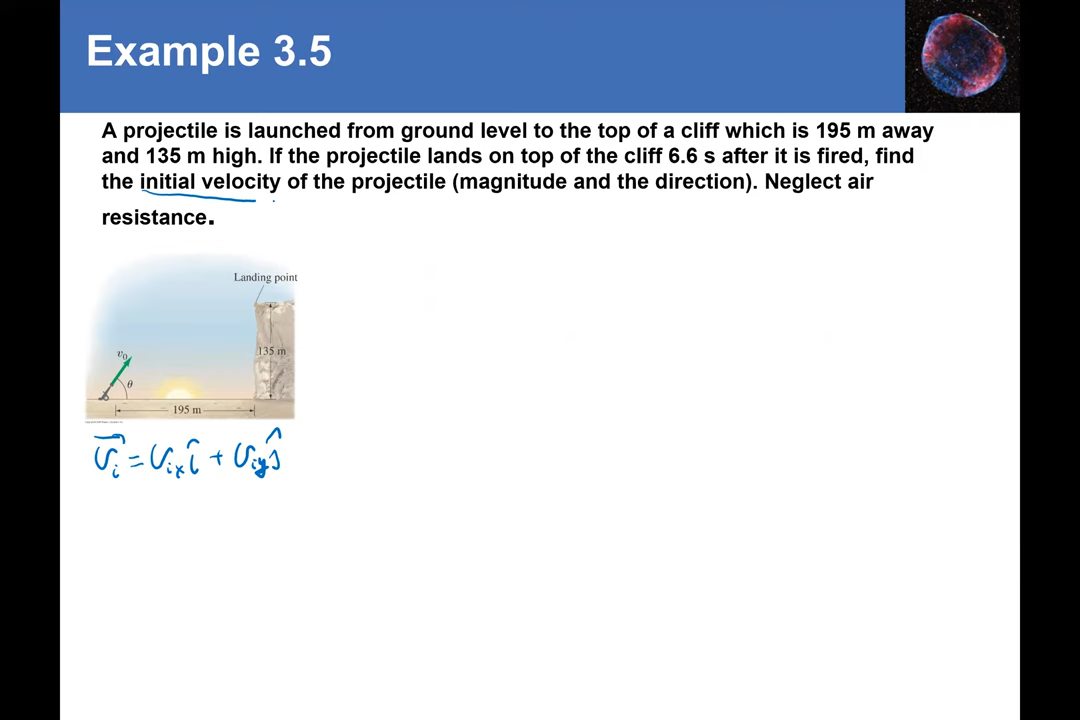 Example 3.5
A projectile is launched from ground level to the top of a cliff which is 195 m away
and 135 m high. If the projectile lands on top of the cliff 6.6 s after it is fired, find
the initial velocity of the projectile (magnitude and the direction). Neglect air
resistance.
Landing point
v₀
135 m
θ
195 m
v⃗ᵢ = vᵢₓ î + vᵢᵧ ĵ